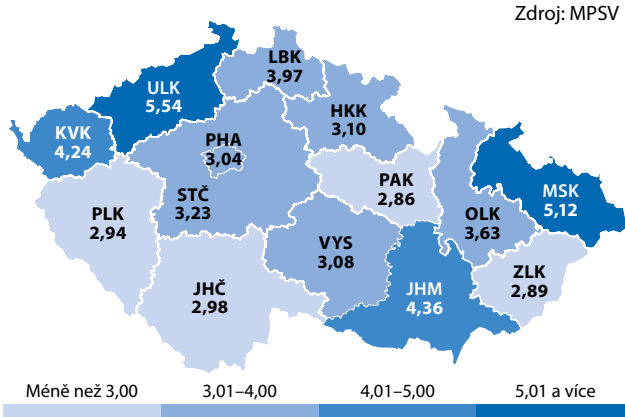 Zdroj: MPSV
LBK
3,97
ULK
5,54
HKK
3,10
KVK
4,24
PHA
3,04
PAK
2,86
MSK
5,12
STČ
3,23
PLK
2,94
OLK
3,63
VYS
3,08
ZLK
2,89
JHČ
2,98
JHM
4,36
Méně než 3,00
3,01–4,00
4,01–5,00
5,01 a více